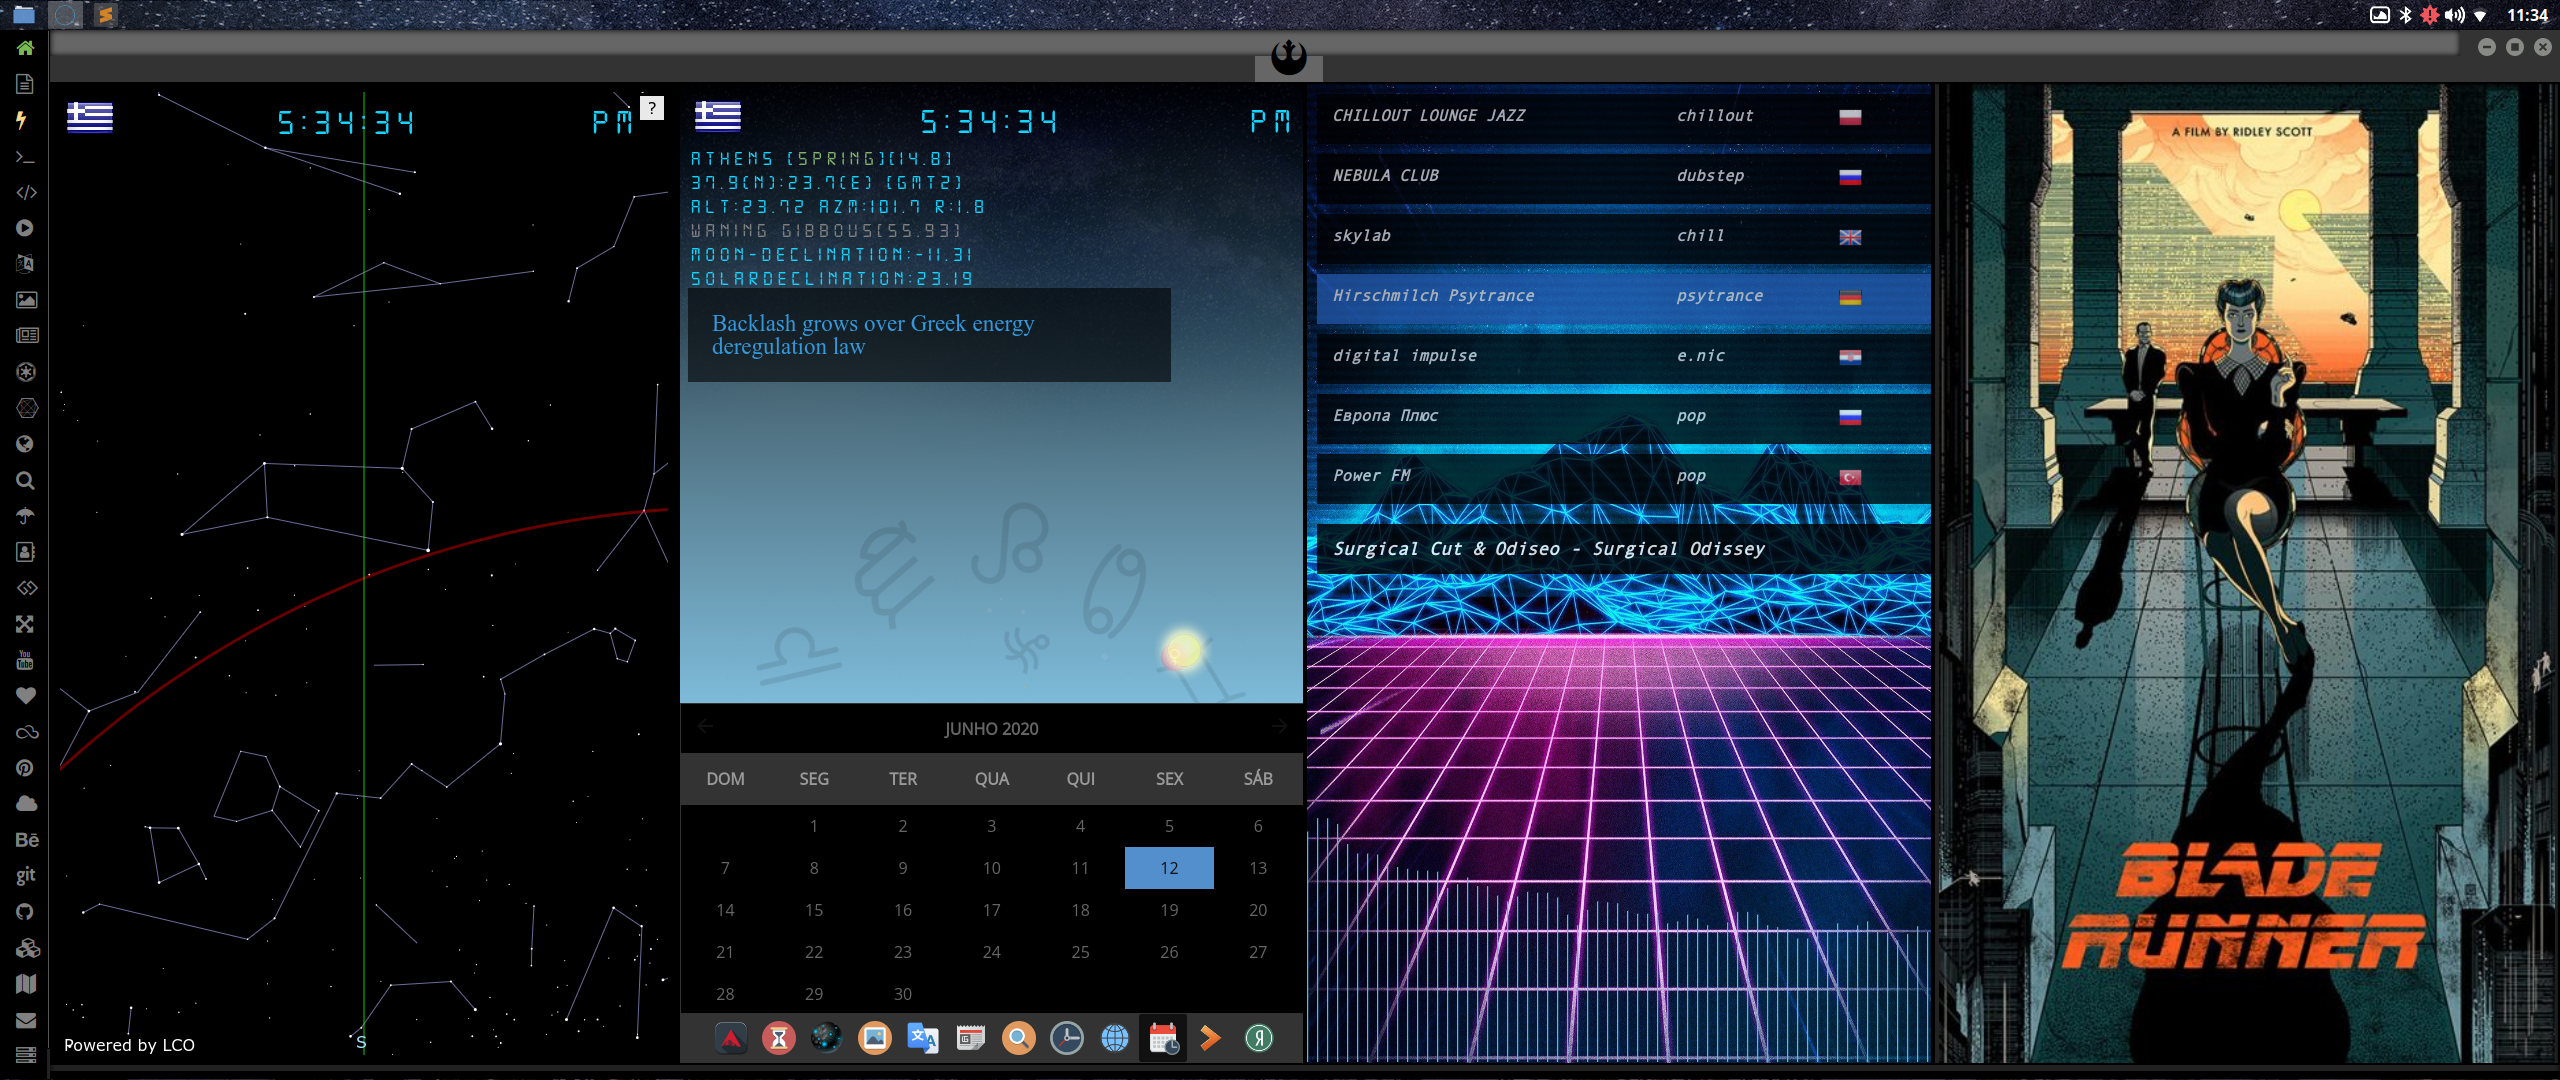 11:34
5:34:34 PM ?
Powered by LCO
S
5:34:34 PM
ATHENS [SPRING][14.8]
37.9(N):23.7(E) [GMT2]
ALT:23.72 AZM:101.7 R:1.8
WANING GIBBOUS[55.93]
MOON-DECLINATION:-11.31
SOLARDECLINATION:23.19
Backlash grows over Greek energy
deregulation law
JUNHO 2020
DOM SEG TER QUA QUI SEX SÁB
1 2 3 4 5 6
7 8 9 10 11 12 13
14 15 16 17 18 19 20
21 22 23 24 25 26 27
28 29 30
CHILLOUT LOUNGE JAZZ chillout
NEBULA CLUB dubstep
skylab chill
Hirschmilch Psytrance psytrance
digital impulse e.nic
Европа Плюс pop
Power FM pop
Surgical Cut & Odiseo - Surgical Odissey
A FILM BY RIDLEY SCOTT
BLADE
RUNNER
You
Tube
Bē
git